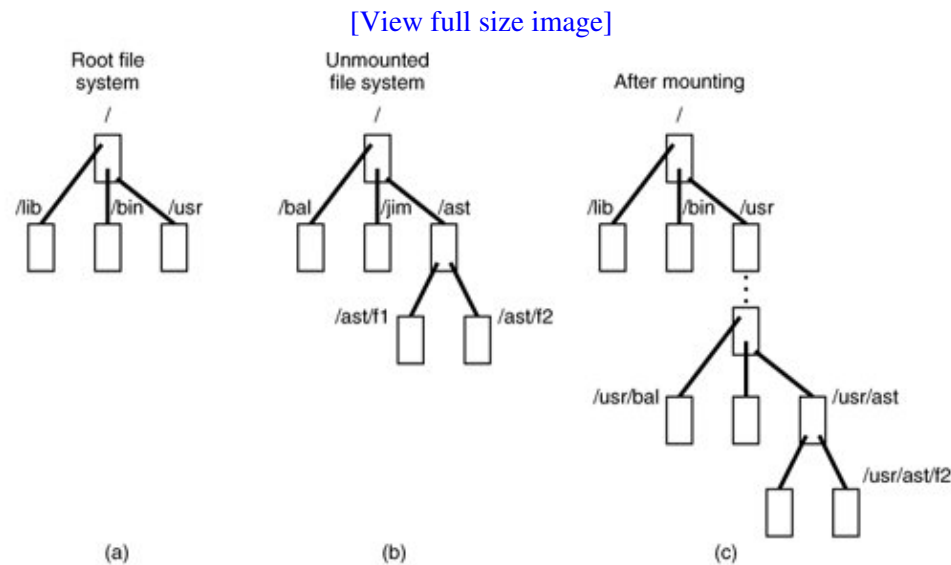 [View full size image]
Root file
system
/
/lib
/bin
/usr
(a)
Unmounted
file system
/
/bal
/jim
/ast
/ast/f1
/ast/f2
(b)
After mounting
/
/lib
/bin
/usr
/usr/bal
/usr/ast
/usr/ast/f2
(c)